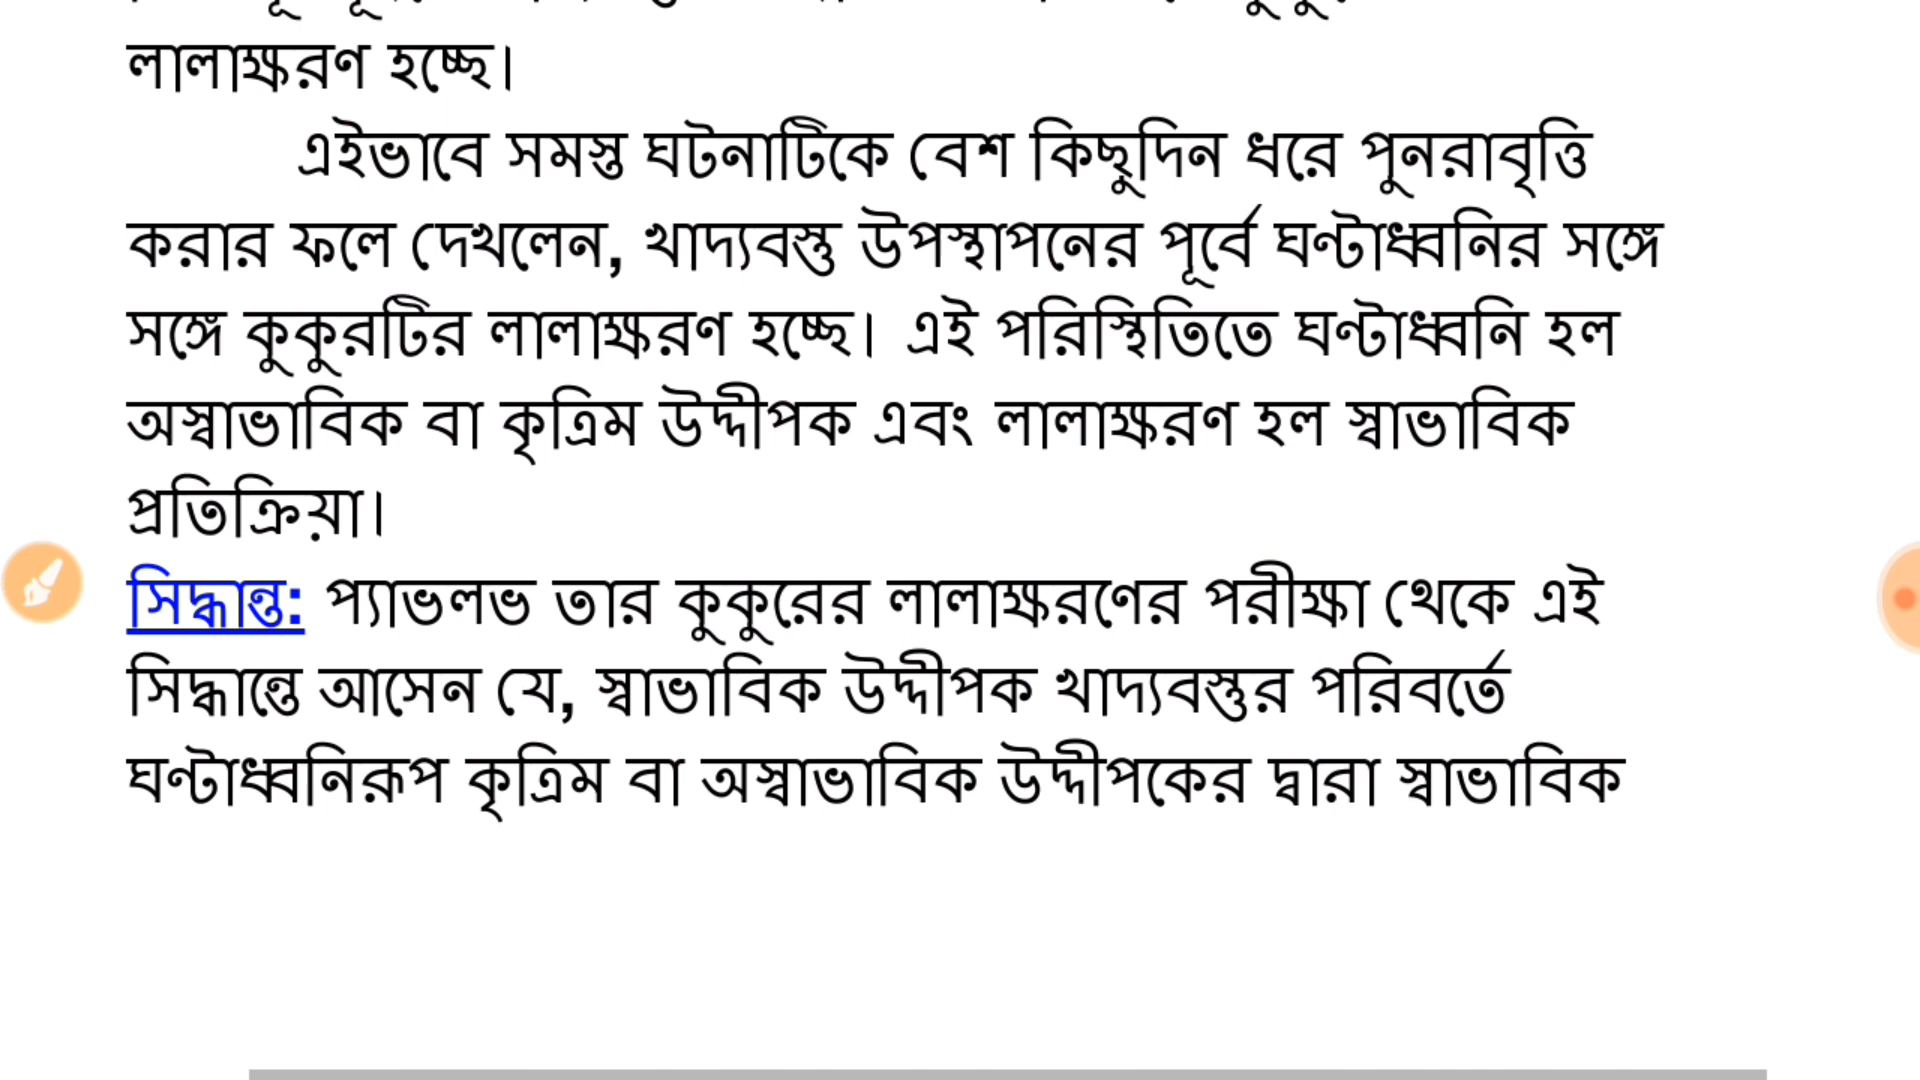 লালাক্ষরণ হচ্ছে।
এইভাবে সমস্ত ঘটনাটিকে বেশ কিছুদিন ধরে পুনরাবৃত্তি
করার ফলে দেখলেন, খাদ্যবস্তু উপস্থাপনের পূর্বে ঘণ্টাধ্বনির সঙ্গে
সঙ্গে কুকুরটির লালাক্ষরণ হচ্ছে। এই পরিস্থিতিতে ঘণ্টাধ্বনি হল
অস্বাভাবিক বা কৃত্রিম উদ্দীপক এবং লালাক্ষরণ হল স্বাভাবিক
প্রতিক্রিয়া।
সিদ্ধান্ত: প্যাভলভ তার কুকুরের লালাক্ষরণের পরীক্ষা থেকে এই
সিদ্ধান্তে আসেন যে, স্বাভাবিক উদ্দীপক খাদ্যবস্তুর পরিবর্তে
ঘণ্টাধ্বনিরূপ কৃত্রিম বা অস্বাভাবিক উদ্দীপকের দ্বারা স্বাভাবিক